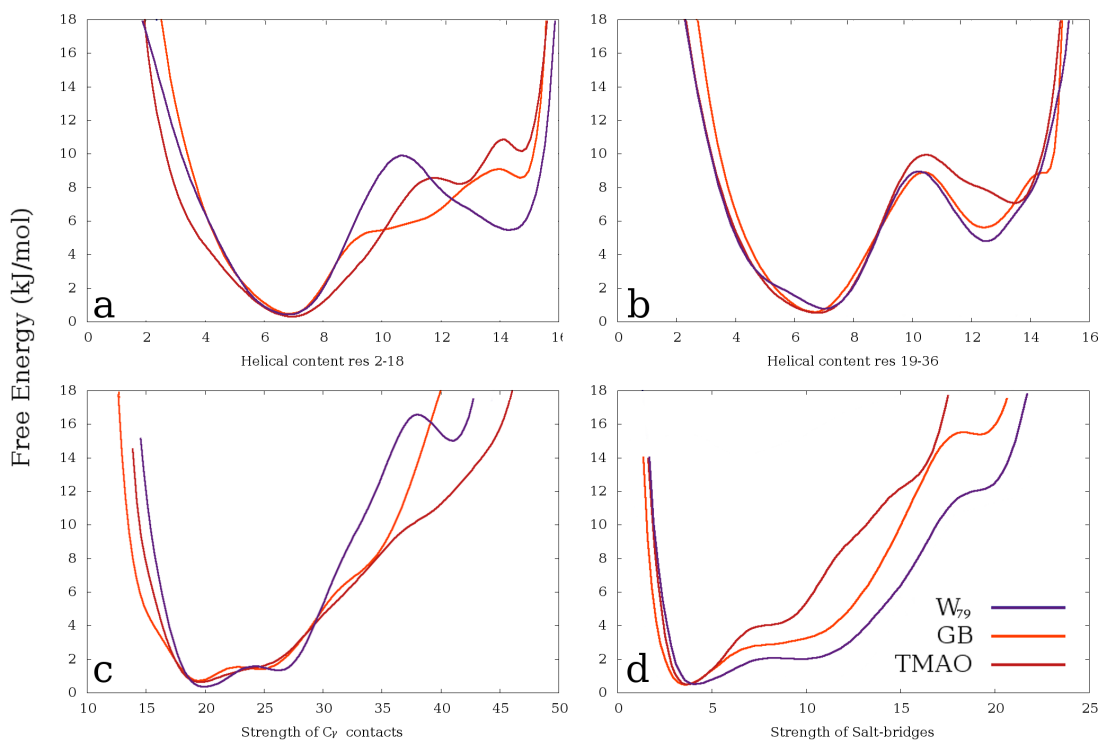 Free Energy (kJ/mol)
18
16
14
12
10
8
6
4
2
0
a
0 2 4 6 8 10 12 14 16
Helical content res 2-18
18
16
14
12
10
8
6
4
2
0
b
0 2 4 6 8 10 12 14 16
Helical content res 19-36
18
16
14
12
10
8
6
4
2
0
c
10 15 20 25 30 35 40 45 50
Strength of Cγ contacts
18
16
14
12
10
8
6
4
2
0
d
W₇₉
GB
TMAO
0 5 10 15 20 25
Strength of Salt-bridges